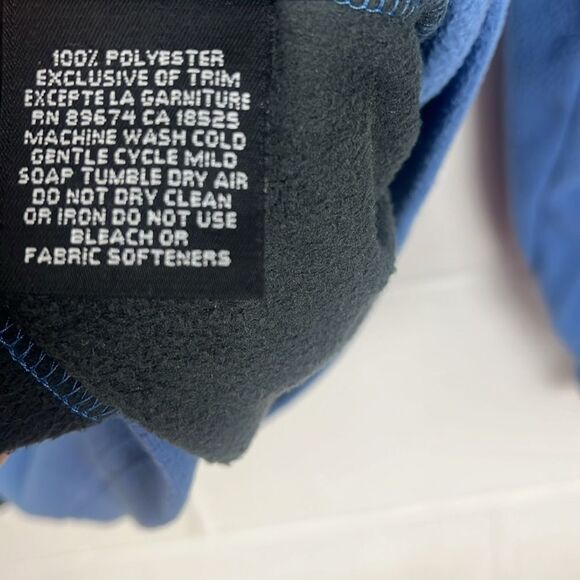 100% POLYESTER
EXCLUSIVE OF TRIM
EXCEPTE LA GARNITURE
RN 89674 CA 18525
MACHINE WASH COLD
GENTLE CYCLE MILD
SOAP TUMBLE DRY AIR
DO NOT DRY CLEAN
OR IRON DO NOT USE
BLEACH OR
FABRIC SOFTENERS